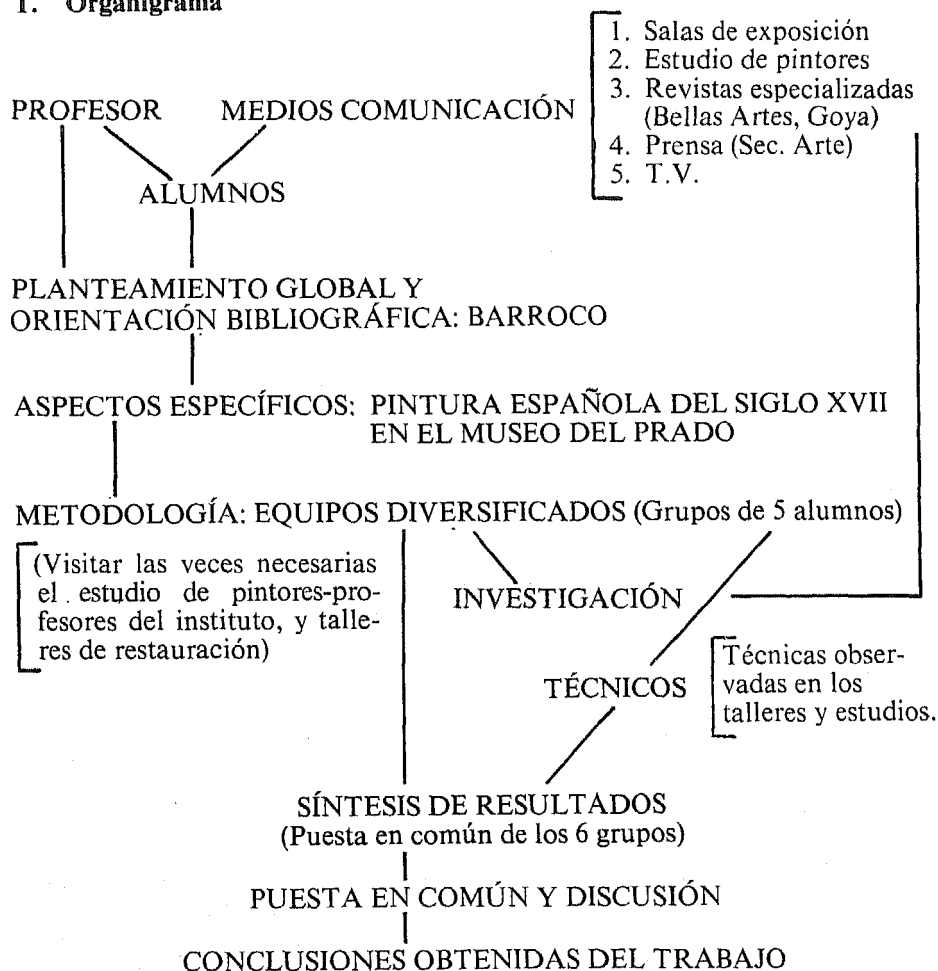 1. Organigrama
1. Salas de exposición
2. Estudio de pintores
3. Revistas especializadas
(Bellas Artes, Goya)
4. Prensa (Sec. Arte)
5. T.V.
PROFESOR MEDIOS COMUNICACIÓN
ALUMNOS
PLANTEAMIENTO GLOBAL Y
ORIENTACIÓN BIBLIOGRÁFICA: BARROCO
ASPECTOS ESPECÍFICOS: PINTURA ESPAÑOLA DEL SIGLO XVII
EN EL MUSEO DEL PRADO
METODOLOGÍA: EQUIPOS DIVERSIFICADOS (Grupos de 5 alumnos)
(Visitar las veces necesarias
el estudio de pintores-pro-
fesores del instituto, y talle-
res de restauración)
INVESTIGACIÓN
TÉCNICOS
Técnicas obser-
vadas en los
talleres y estudios.
SÍNTESIS DE RESULTADOS
(Puesta en común de los 6 grupos)
PUESTA EN COMÚN Y DISCUSIÓN
CONCLUSIONES OBTENIDAS DEL TRABAJO